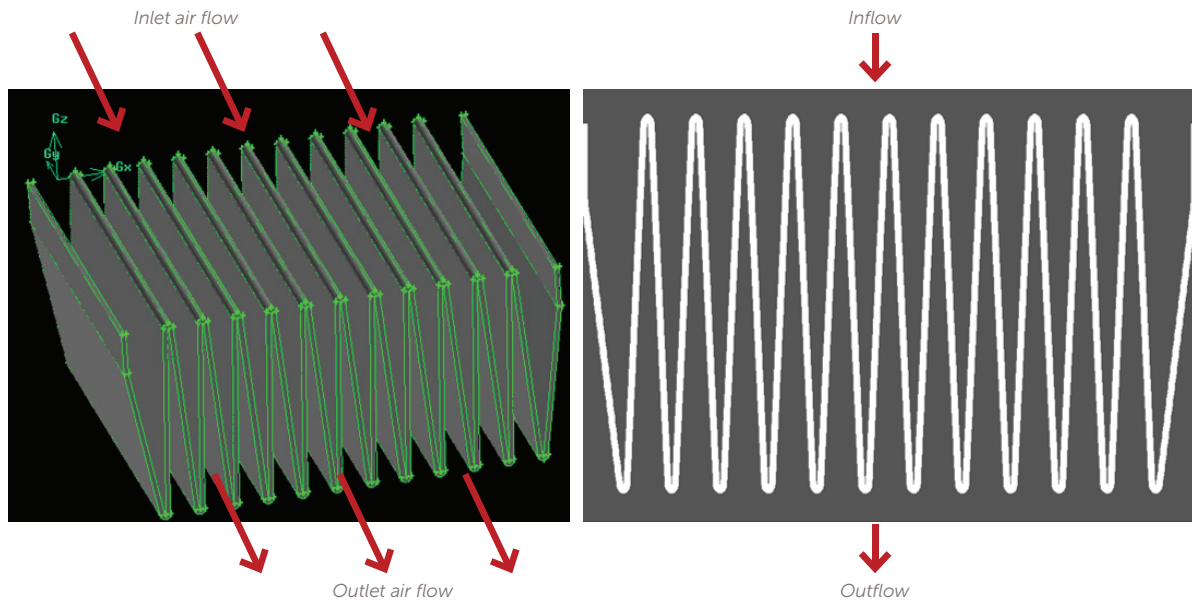 Inlet air flow
Inflow
Gz
Gy
Gx
Outlet air flow
Outflow